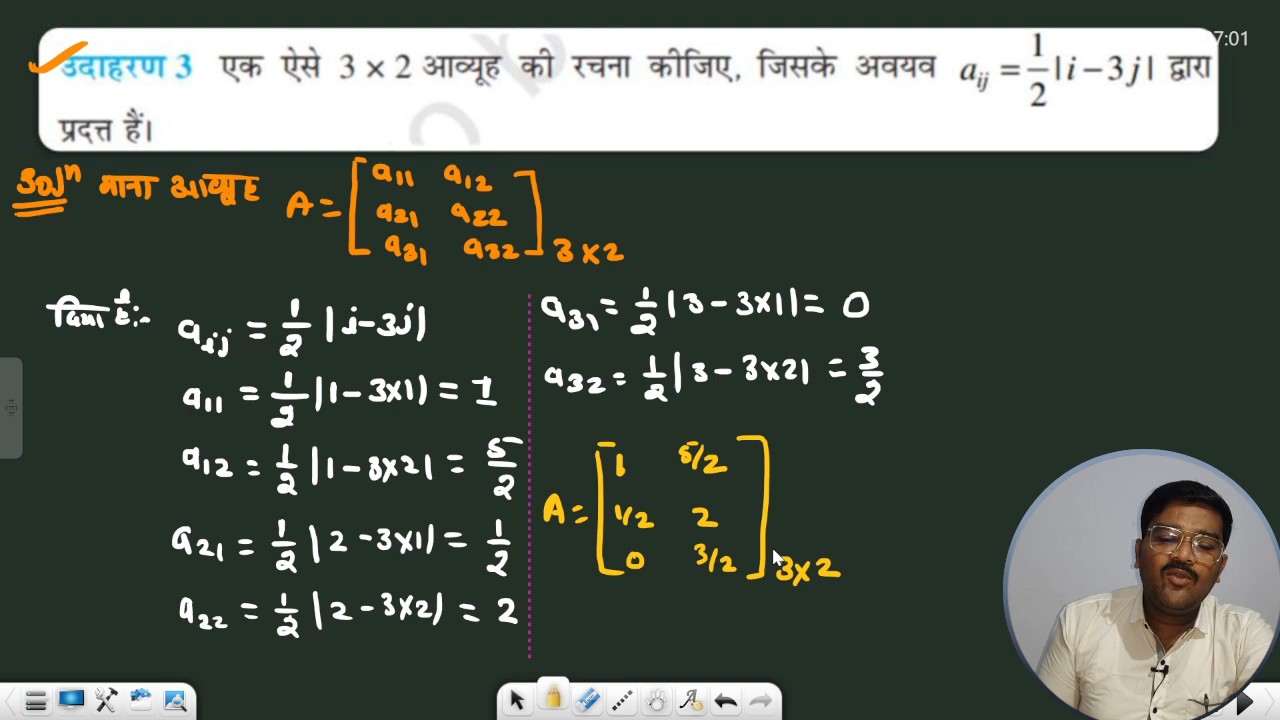 7:01
उदाहरण 3 एक ऐसे 3 × 2 आव्यूह की रचना कीजिए, जिसके अवयव a_ij = 1/2 |i – 3j| द्वारा
प्रदत्त हैं।
Solⁿ माना आव्यूह A = [a11 a12
a21 a22
a31 a32] 3×2
दिया है:- a_ij = 1/2 |i-3j|
a11 = 1/2 |1-3×1| = 1
a12 = 1/2 |1-3×2| = 5/2
a21 = 1/2 |2-3×1| = 1/2
a22 = 1/2 |2-3×2| = 2
a31 = 1/2 |3-3×1| = 0
a32 = 1/2 |3-3×2| = 3/2
A = [1 5/2
1/2 2
0 3/2] 3×2